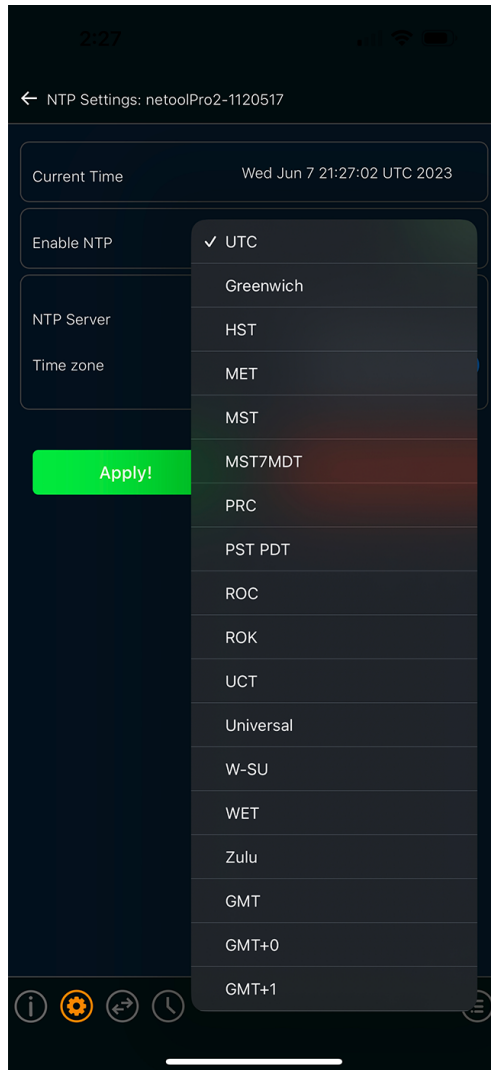 2:27
NTP Settings: netoolPro2-1120517
Current Time Wed Jun 7 21:27:02 UTC 2023
Enable NTP
NTP Server
Time zone
Apply!
✓ UTC
Greenwich
HST
MET
MST
MST7MDT
PRC
PST PDT
ROC
ROK
UCT
Universal
W-SU
WET
Zulu
GMT
GMT+0
GMT+1